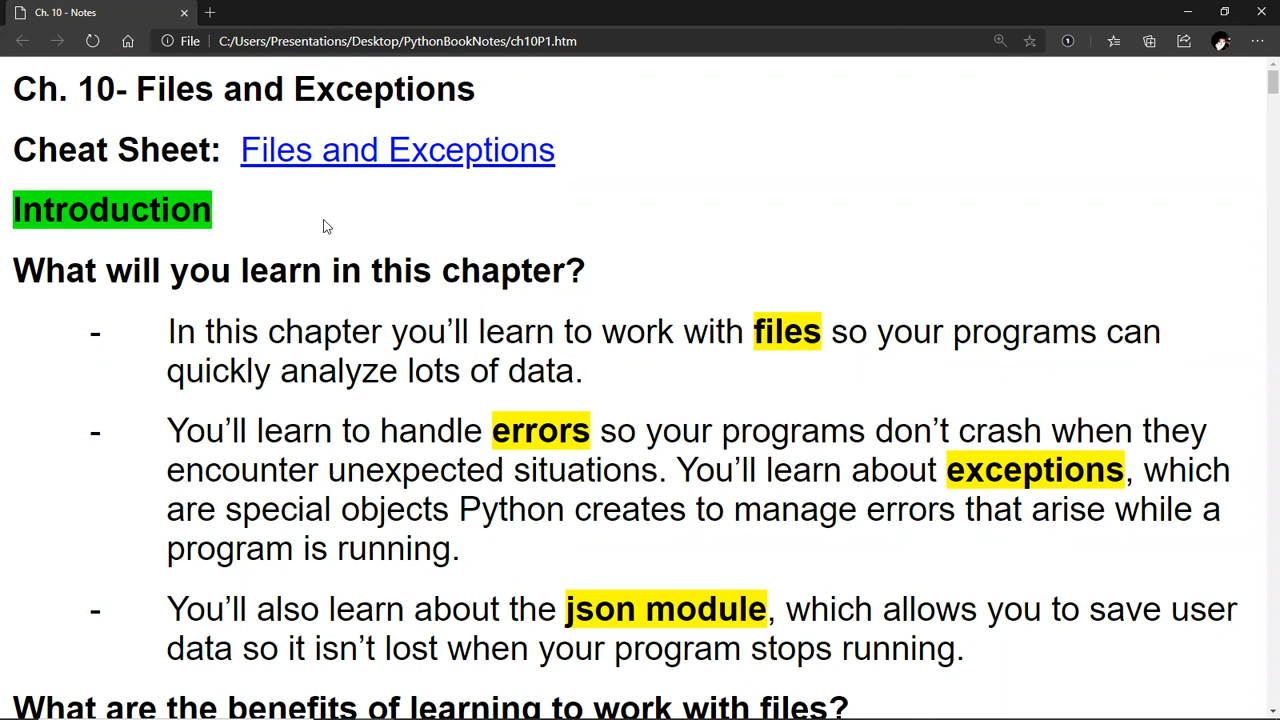 Ch. 10 - Notes
File
C:/Users/Presentations/Desktop/PythonBookNotes/ch10P1.htm
Ch. 10- Files and Exceptions
Cheat Sheet: Files and Exceptions
Introduction
What will you learn in this chapter?
- In this chapter you’ll learn to work with files so your programs can
quickly analyze lots of data.
- You’ll learn to handle errors so your programs don’t crash when they
encounter unexpected situations. You’ll learn about exceptions, which
are special objects Python creates to manage errors that arise while a
program is running.
- You’ll also learn about the json module, which allows you to save user
data so it isn’t lost when your program stops running.
What are the benefits of learning to work with files?